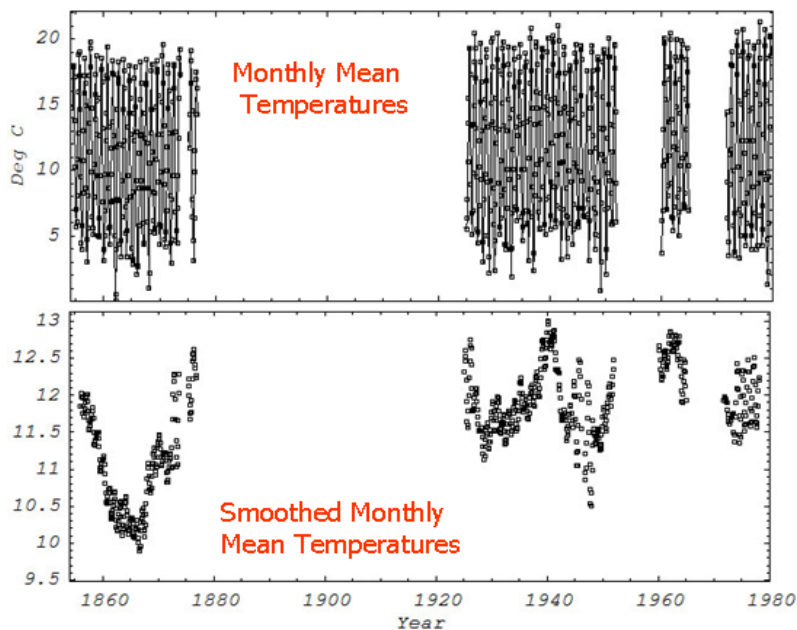 20
15
10
5
Deg C
Monthly Mean
Temperatures
13
12.5
12
11.5
11
10.5
10
9.5
Smoothed Monthly
Mean Temperatures
1860 1880 1900 1920 1940 1960 1980
Year